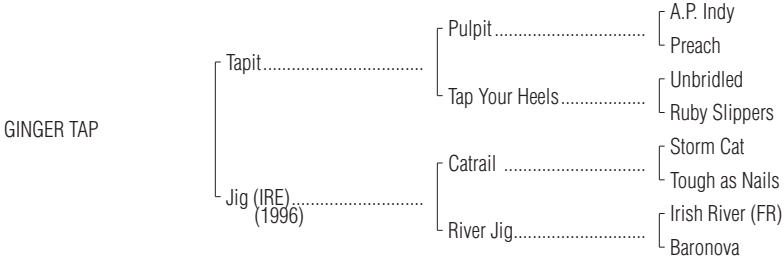 A.P. Indy
Pulpit................................
Preach
Tapit..................................
Unbridled
Tap Your Heels..................
Ruby Slippers
GINGER TAP
Storm Cat
Catrail ..............................
Tough as Nails
Jig (IRE)............................
(1996)
Irish River (FR)
River Jig............................
Baronova